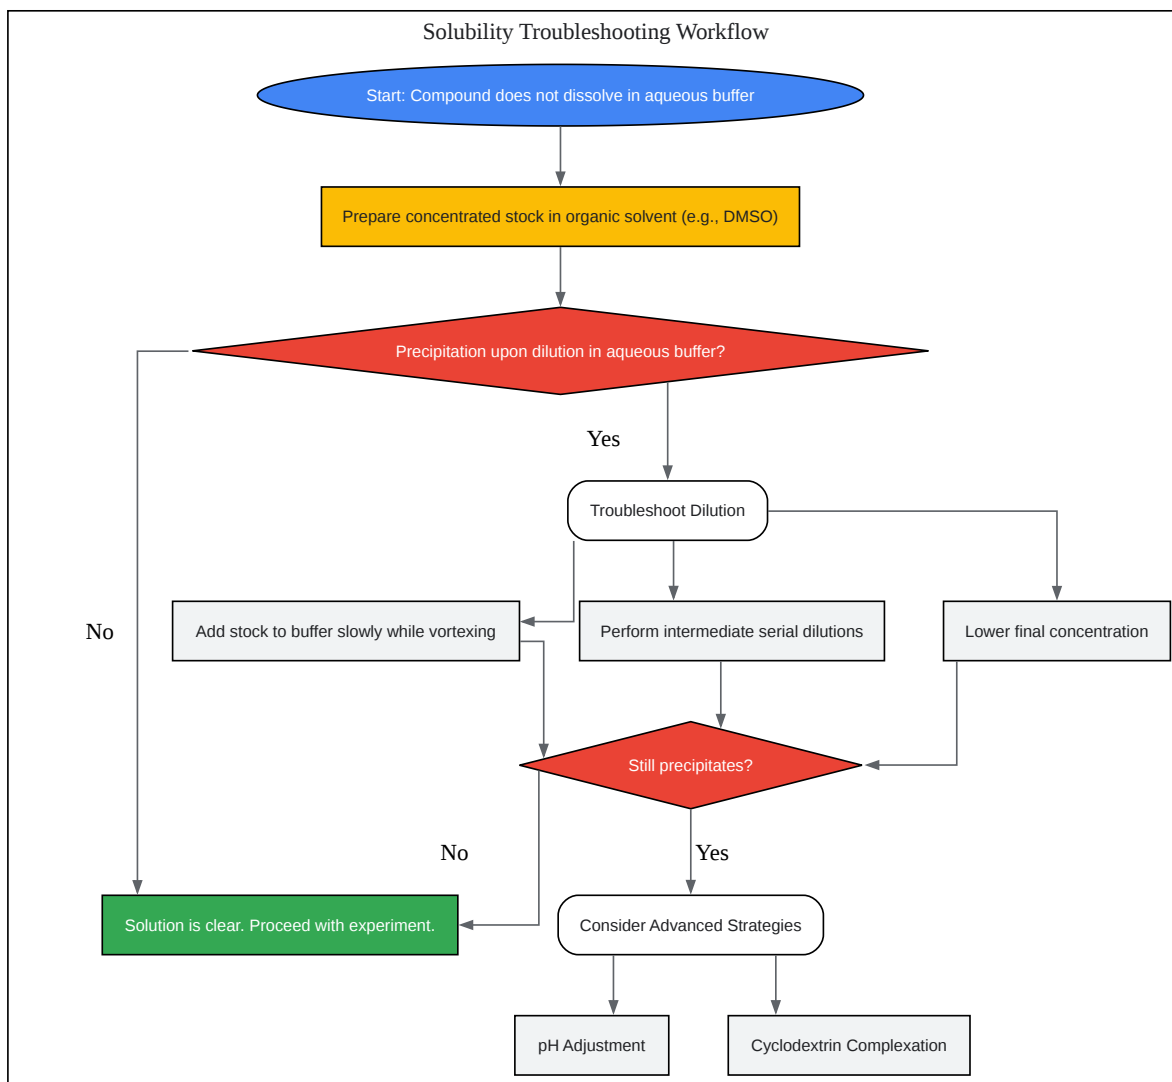 Solubility Troubleshooting Workflow
Start: Compound does not dissolve in aqueous buffer
Prepare concentrated stock in organic solvent (e.g., DMSO)
Precipitation upon dilution in aqueous buffer?
Yes
Troubleshoot Dilution
No
Add stock to buffer slowly while vortexing
Perform intermediate serial dilutions
Lower final concentration
Still precipitates?
No
Yes
Solution is clear. Proceed with experiment.
Consider Advanced Strategies
pH Adjustment
Cyclodextrin Complexation